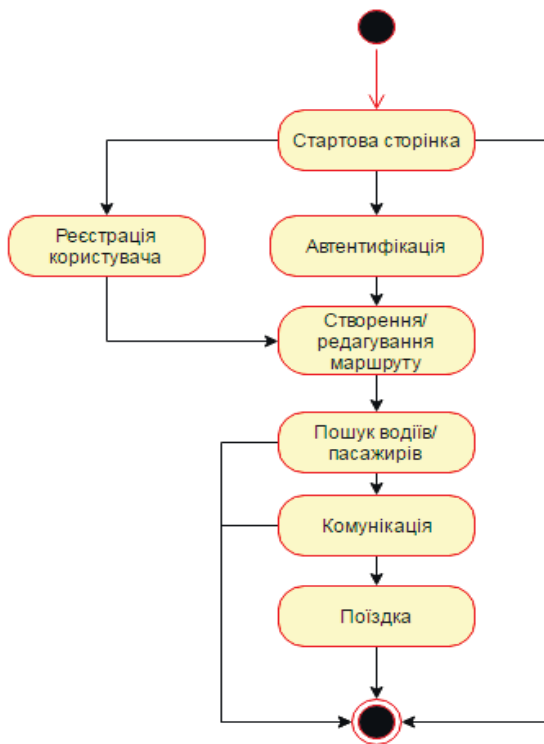 Стартова сторінка
Реєстрація
користувача
Автентифікація
Створення/
редагування
маршруту
Пошук водіїв/
пасажирів
Комунікація
Поїздка